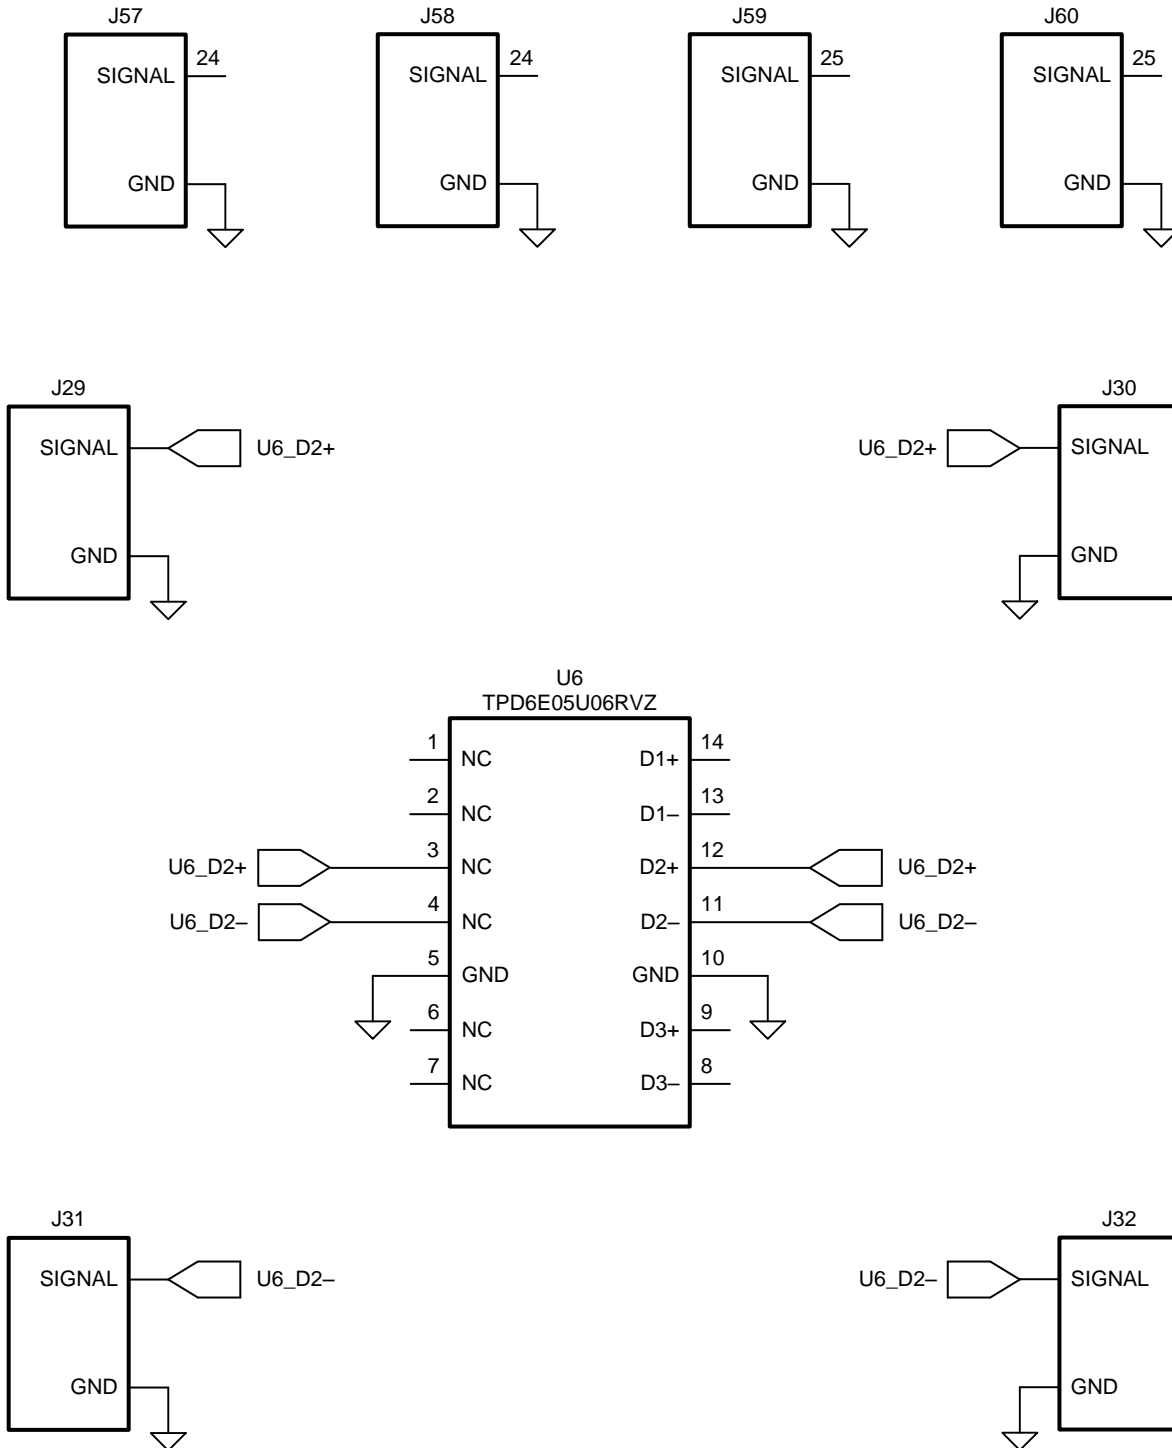 J57 J58 J59 J60
SIGNAL 24 SIGNAL 24 SIGNAL 25 SIGNAL 25
GND GND GND GND
J29 J30
SIGNAL U6_D2+ U6_D2+ SIGNAL
GND GND
U6
TPD6E05U06RVZ
1 NC D1+ 14
2 NC D1– 13
U6_D2+ 3 NC D2+ 12 U6_D2+
U6_D2– 4 NC D2– 11 U6_D2–
5 GND GND 10
6 NC D3+ 9
7 NC D3– 8
J31 J32
SIGNAL U6_D2– U6_D2– SIGNAL
GND GND